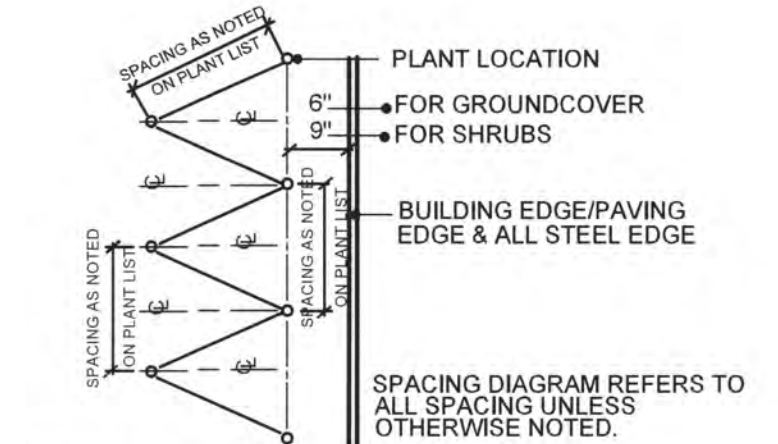 SPACING AS NOTED
ON PLANT LIST
PLANT LOCATION
6" FOR GROUNDCOVER
9" FOR SHRUBS
℄
℄
℄
℄
℄
SPACING AS NOTED
ON PLANT LIST
SPACING AS NOTED
ON PLANT LIST
BUILDING EDGE/PAVING
EDGE & ALL STEEL EDGE
SPACING DIAGRAM REFERS TO
ALL SPACING UNLESS
OTHERWISE NOTED.